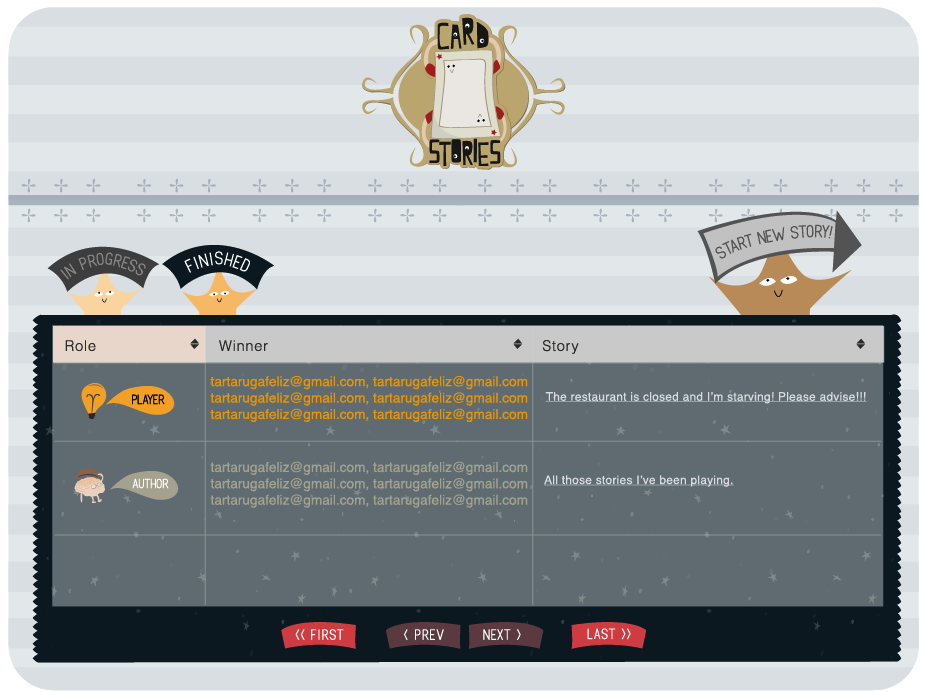 CARD
STORIES
IN PROGRESS
FINISHED
START NEW STORY!
Role Winner Story
PLAYER
tartarugafeliz@gmail.com, tartarugafeliz@gmail.com
tartarugafeliz@gmail.com, tartarugafeliz@gmail.com
tartarugafeliz@gmail.com, tartarugafeliz@gmail.com
The restaurant is closed and I'm starving! Please advise!!!
AUTHOR
tartarugafeliz@gmail.com, tartarugafeliz@gmail.com
tartarugafeliz@gmail.com, tartarugafeliz@gmail.com
tartarugafeliz@gmail.com, tartarugafeliz@gmail.com
All those stories I've been playing.
<< FIRST < PREV NEXT > LAST >>